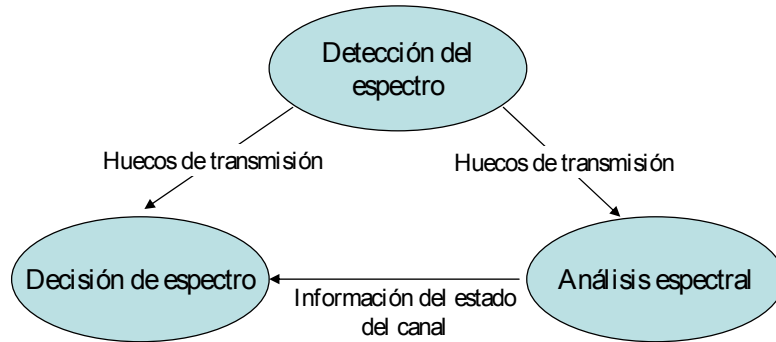 Detección del
espectro
Huecos de transmisión
Huecos de transmisión
Decisión de espectro
Análisis espectral
Información del estado
del canal